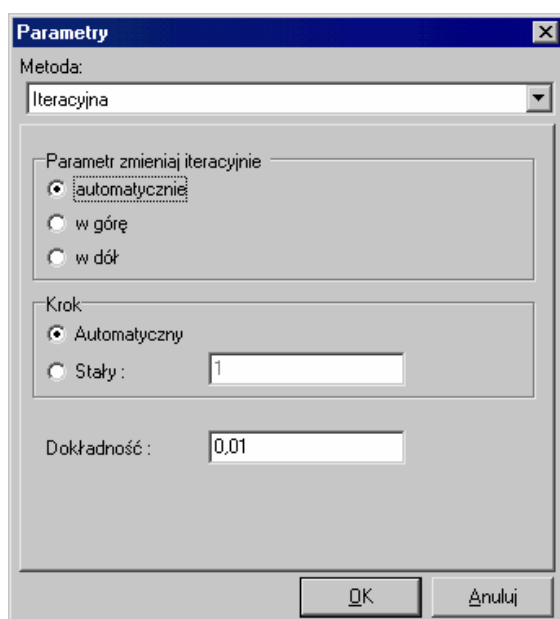 Parametry
Metoda:
Iteracyjna
Parametr zmieniaj iteracyjnie
automatycznie
w górę
w dół
Krok
Automatyczny
Stały :
1
Dokładność :
0,01
OK
Anuluj